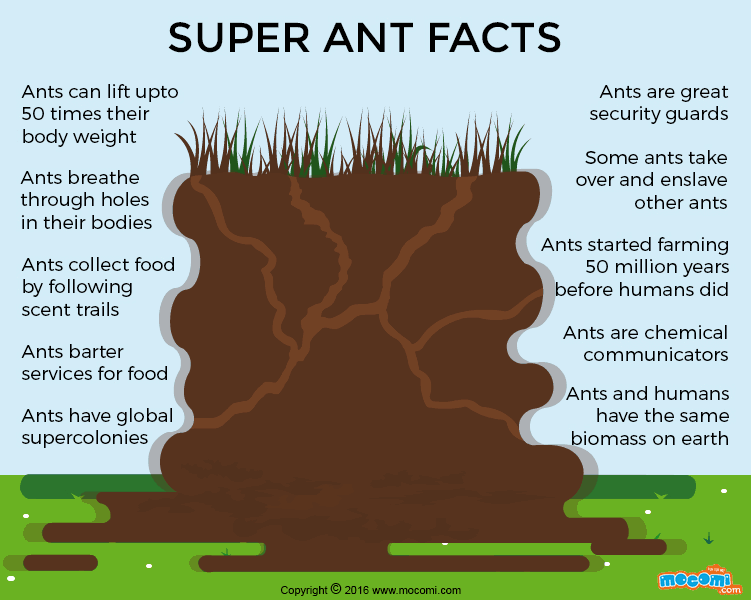 SUPER ANT FACTS
Ants can lift upto
50 times their
body weight
Ants breathe
through holes
in their bodies
Ants collect food
by following
scent trails
Ants barter
services for food
Ants have global
supercolonies
Ants are great
security guards
Some ants take
over and enslave
other ants
Ants started farming
50 million years
before humans did
Ants are chemical
communicators
Ants and humans
have the same
biomass on earth
mocomi
.com
Copyright © 2016 www.mocomi.com